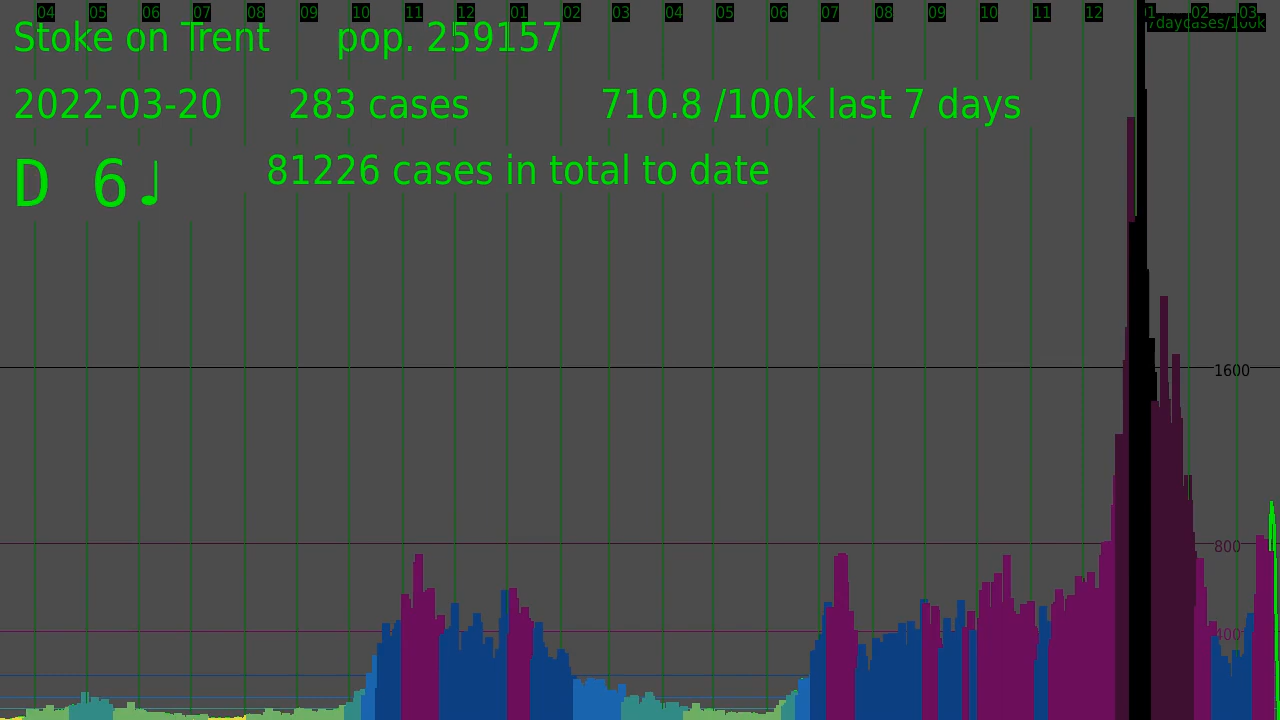 04 05 06 07 08 09 10 11 12 01 02 03 04 05 06 07 08 09 10 11 12 01 02 03
7daycases/100k
Stoke on Trent pop. 259157
2022-03-20 283 cases 710.8 /100k last 7 days
D 6♩ 81226 cases in total to date
1600
800
400